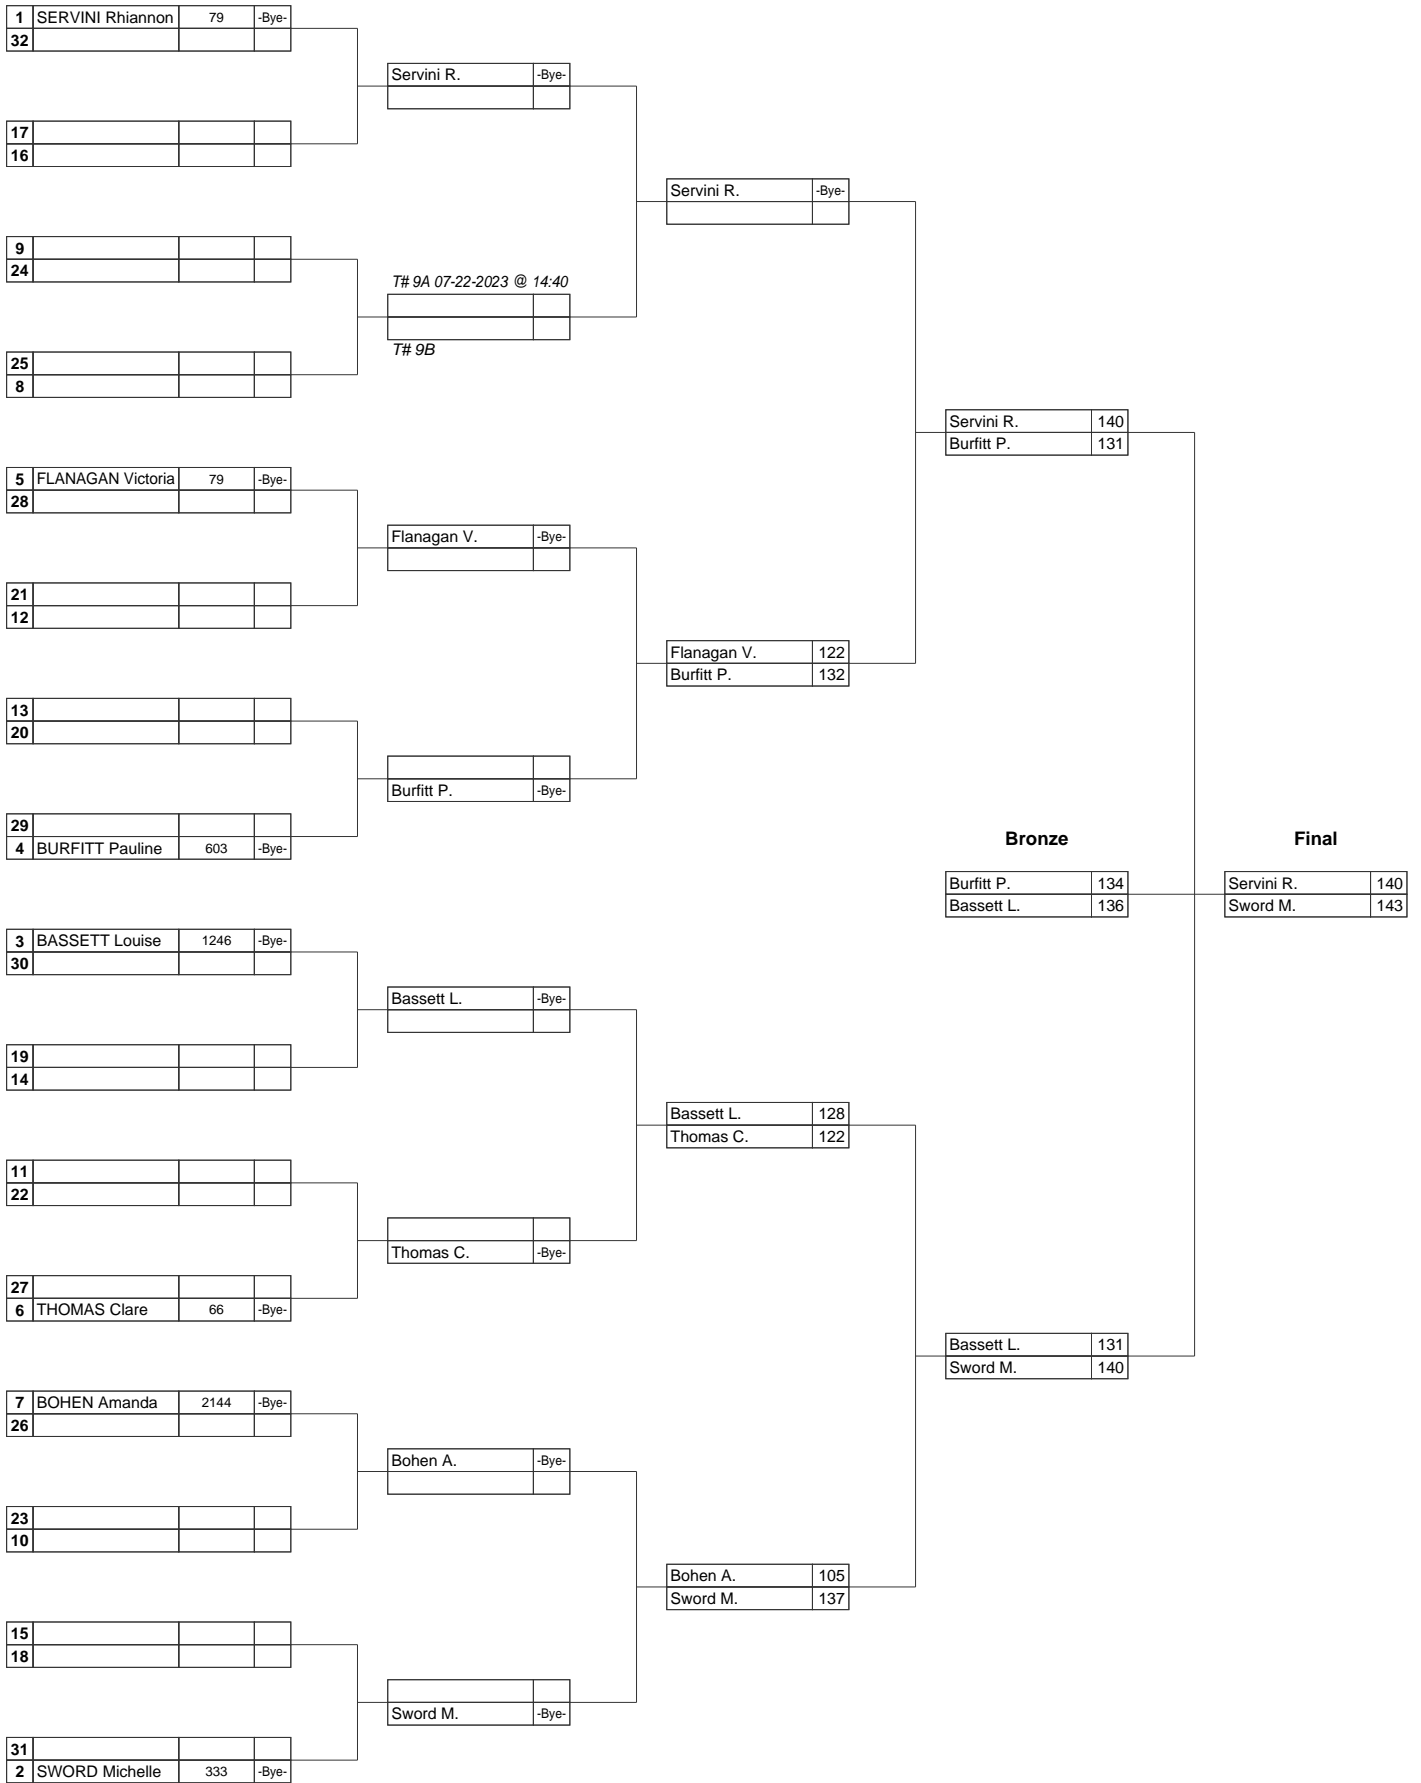 1 SERVINI Rhiannon 79 -Bye-
32
Servini R. -Bye-
17
16
Servini R. -Bye-
9
24
T# 9A 07-22-2023 @ 14:40
T# 9B
25
8
Servini R. 140
Burfitt P. 131
5 FLANAGAN Victoria 79 -Bye-
28
Flanagan V. -Bye-
21
12
Flanagan V. 122
Burfitt P. 132
13
20
Burfitt P. -Bye-
29
4 BURFITT Pauline 603 -Bye-
Bronze Final
Burfitt P. 134 Servini R. 140
Bassett L. 136 Sword M. 143
3 BASSETT Louise 1246 -Bye-
30
Bassett L. -Bye-
19
14
Bassett L. 128
Thomas C. 122
11
22
Thomas C. -Bye-
27
6 THOMAS Clare 66 -Bye-
Bassett L. 131
Sword M. 140
7 BOHEN Amanda 2144 -Bye-
26
Bohen A. -Bye-
23
10
Bohen A. 105
Sword M. 137
15
18
Sword M. -Bye-
31
2 SWORD Michelle 333 -Bye-